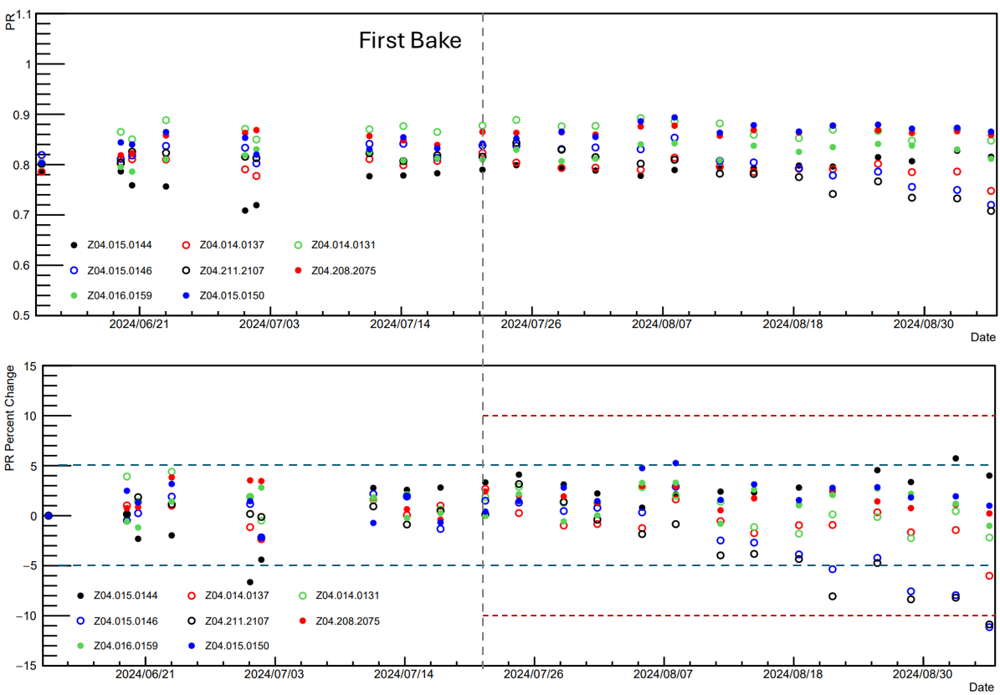 PR
1.1
First Bake
1
0.9
0.8
0.7
Z04.015.0144 Z04.014.0137 Z04.014.0131
0.6
Z04.015.0146 Z04.211.2107 Z04.208.2075
Z04.016.0159 Z04.015.0150
0.5
2024/06/21 2024/07/03 2024/07/14 2024/07/26 2024/08/07 2024/08/18 2024/08/30
Date
PR Percent Change
15
10
5
0
−5
Z04.015.0144 Z04.014.0137 Z04.014.0131
−10
Z04.015.0146 Z04.211.2107 Z04.208.2075
Z04.016.0159 Z04.015.0150
−15
2024/06/21 2024/07/03 2024/07/14 2024/07/26 2024/08/07 2024/08/18 2024/08/30
Date